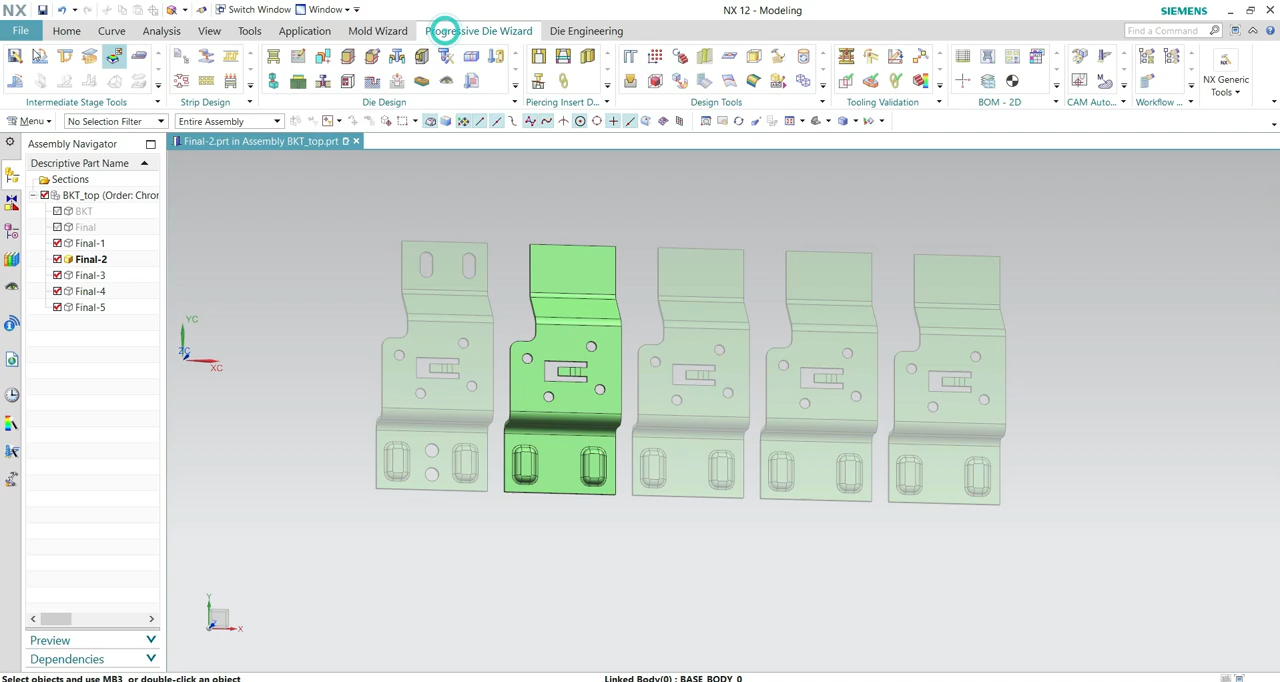 NX Switch Window Window NX 12 - Modeling SIEMENS
File Home Curve Analysis View Tools Application Mold Wizard Progressive Die Wizard Die Engineering Find a Command
NX Generic
Tools
Intermediate Stage Tools Strip Design Die Design Piercing Insert D... Design Tools Tooling Validation BOM - 2D CAM Auto... Workflow ...
Menu No Selection Filter Entire Assembly
Assembly Navigator Final-2.prt in Assembly BKT_top.prt
Descriptive Part Name
Sections
BKT_top (Order: Chror
BKT
Final
Final-1
Final-2
Final-3
Final-4
Final-5
YC
ZC
XC
Y
X
Preview
Dependencies
Select objects and use MB3, or double-click an object Linked Body(0) : BASE_BODY_0